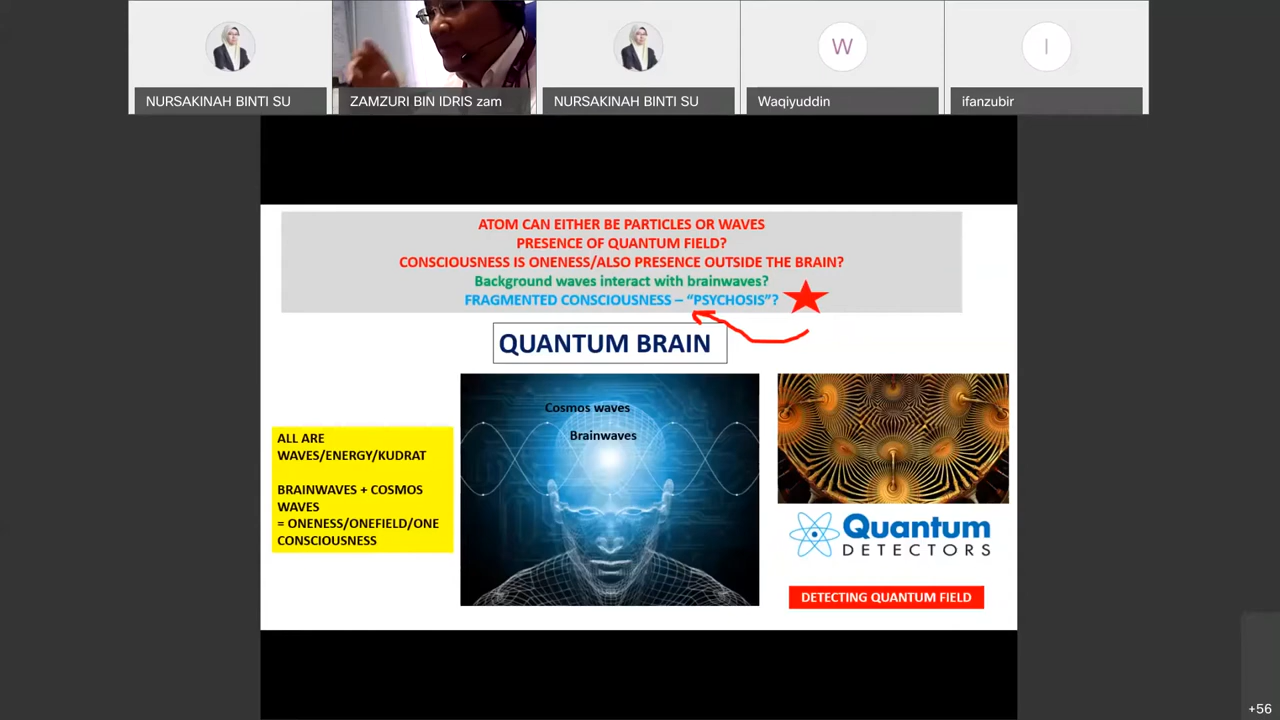 NURSAKINAH BINTI SU
ZAMZURI BIN IDRIS zam
NURSAKINAH BINTI SU
W
Waqiyuddin
I
ifanzubir
ATOM CAN EITHER BE PARTICLES OR WAVES
PRESENCE OF QUANTUM FIELD?
CONSCIOUSNESS IS ONENESS/ALSO PRESENCE OUTSIDE THE BRAIN?
Background waves interact with brainwaves?
FRAGMENTED CONSCIOUSNESS – “PSYCHOSIS”?
QUANTUM BRAIN
ALL ARE
WAVES/ENERGY/KUDRAT
BRAINWAVES + COSMOS
WAVES
= ONENESS/ONEFIELD/ONE
CONSCIOUSNESS
Cosmos waves
Brainwaves
Quantum
DETECTORS
DETECTING QUANTUM FIELD
+56